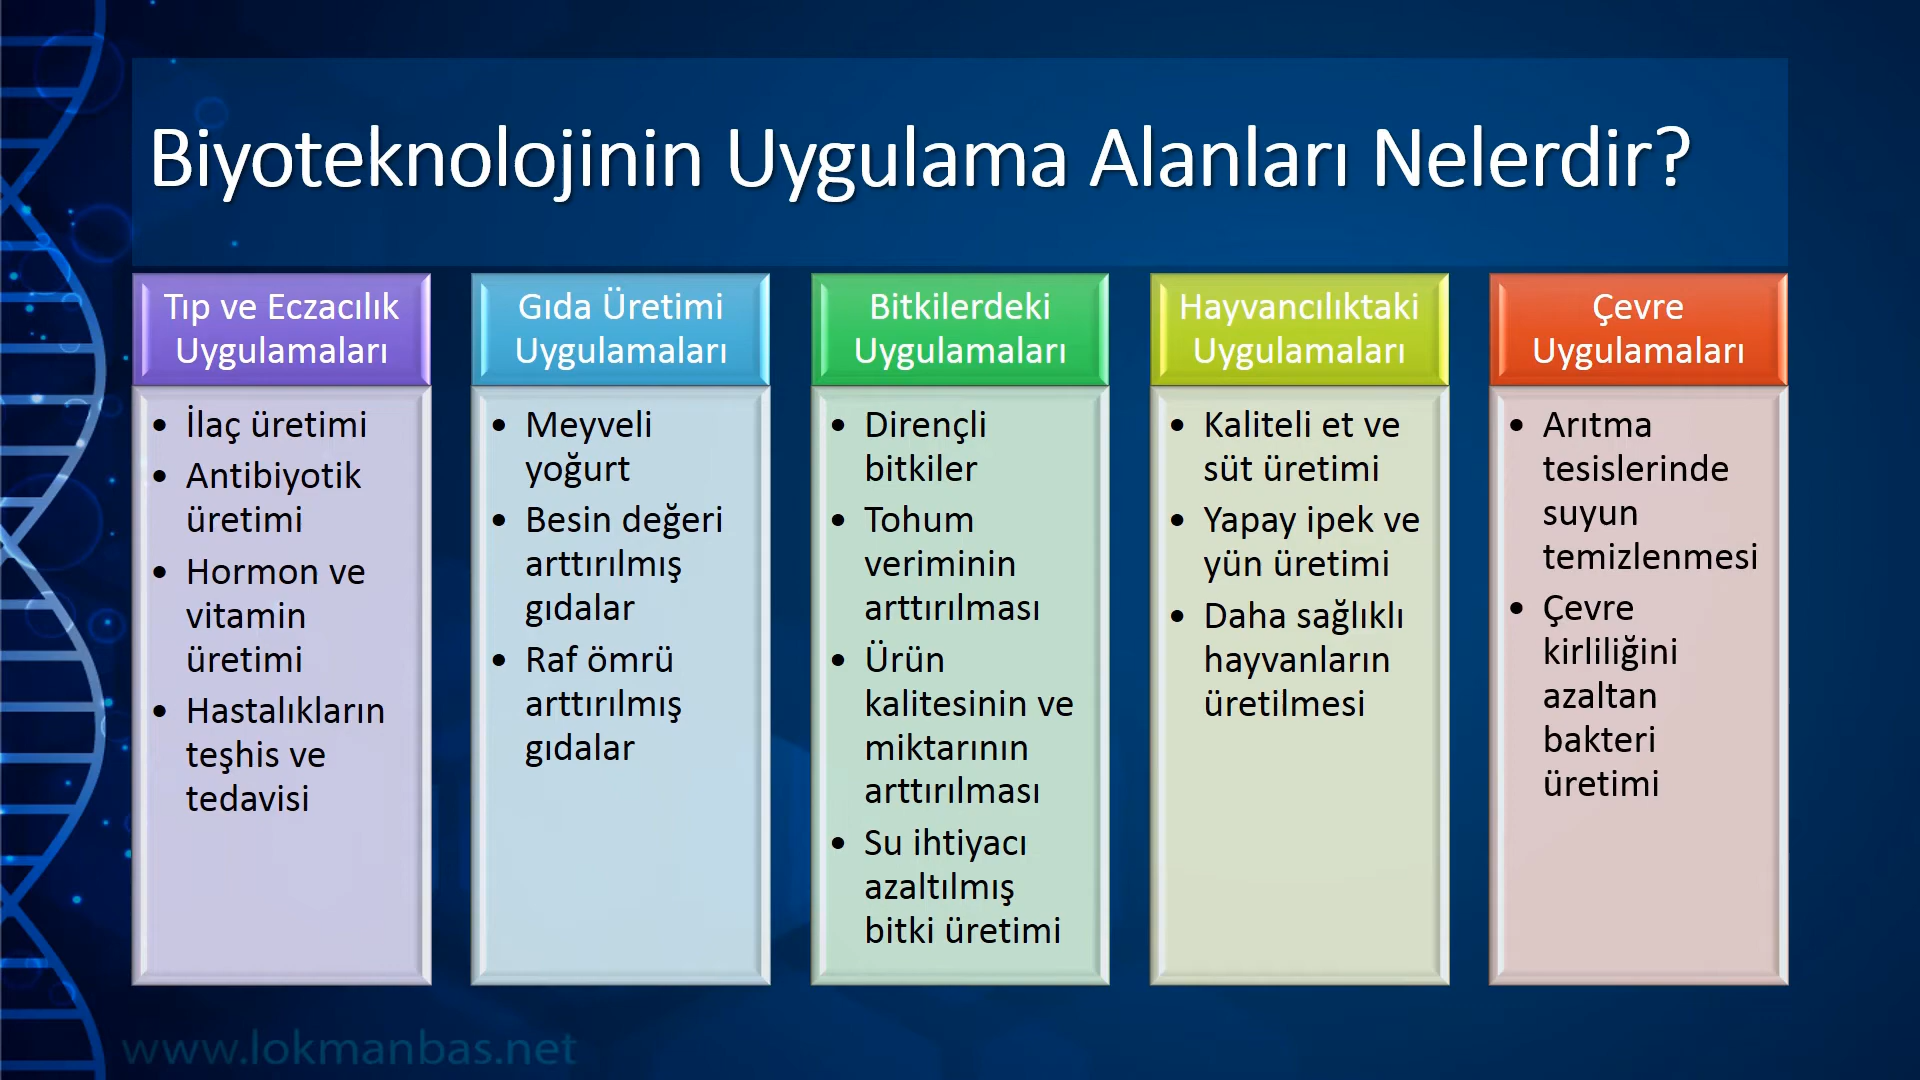 Biyoteknolojinin Uygulama Alanları Nelerdir?
Tıp ve Eczacılık
Uygulamaları
• İlaç üretimi
• Antibiyotik
üretimi
• Hormon ve
vitamin
üretimi
• Hastalıkların
teşhis ve
tedavisi
Gıda Üretimi
Uygulamaları
• Meyveli
yoğurt
• Besin değeri
arttırılmış
gıdalar
• Raf ömrü
arttırılmış
gıdalar
Bitkilerdeki
Uygulamaları
• Dirençli
bitkiler
• Tohum
veriminin
arttırılması
• Ürün
kalitesinin ve
miktarının
arttırılması
• Su ihtiyacı
azaltılmış
bitki üretimi
Hayvancılıktaki
Uygulamaları
• Kaliteli et ve
süt üretimi
• Yapay ipek ve
yün üretimi
• Daha sağlıklı
hayvanların
üretilmesi
Çevre
Uygulamaları
• Arıtma
tesislerinde
suyun
temizlenmesi
• Çevre
kirliliğini
azaltan
bakteri
üretimi
www.lokmanbas.net